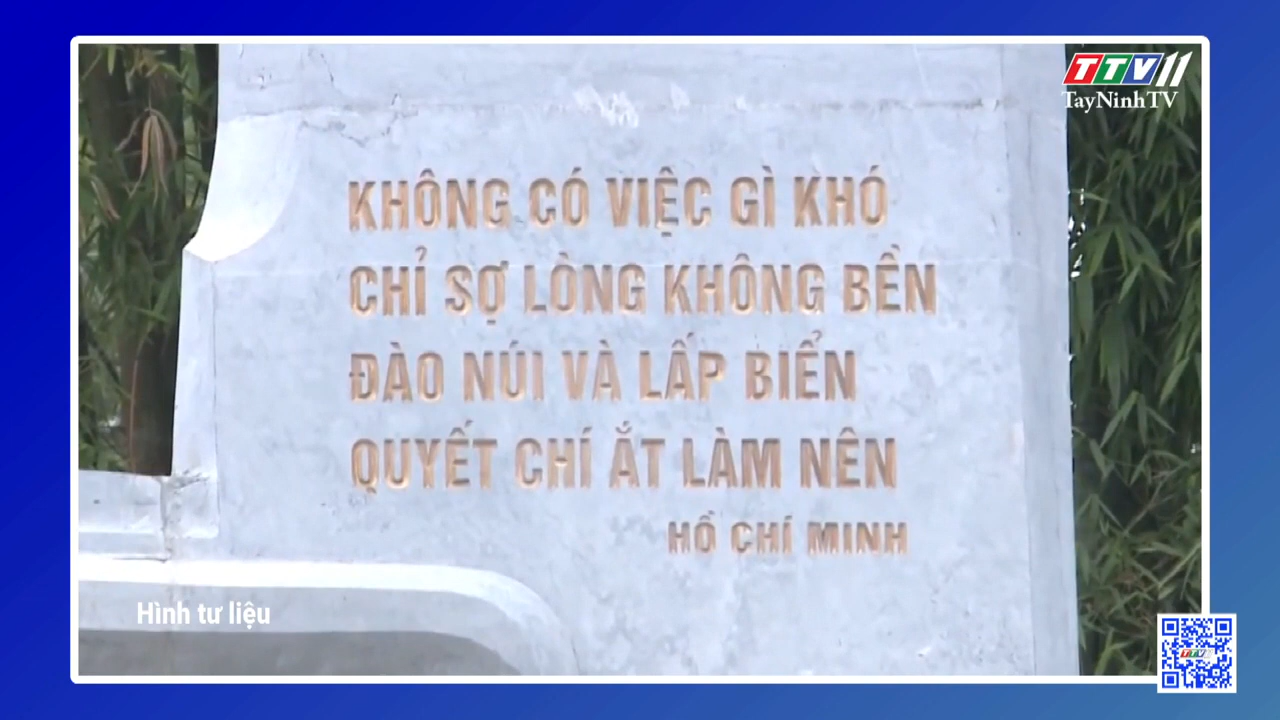 TTV11
TayNinhTV
KHÔNG CÓ VIỆC GÌ KHÓ
CHỈ SỢ LÒNG KHÔNG BỀN
ĐÀO NÚI VÀ LẤP BIỂN
QUYẾT CHÍ ẮT LÀM NÊN
HỒ CHÍ MINH
Hình tư liệu
TTV11